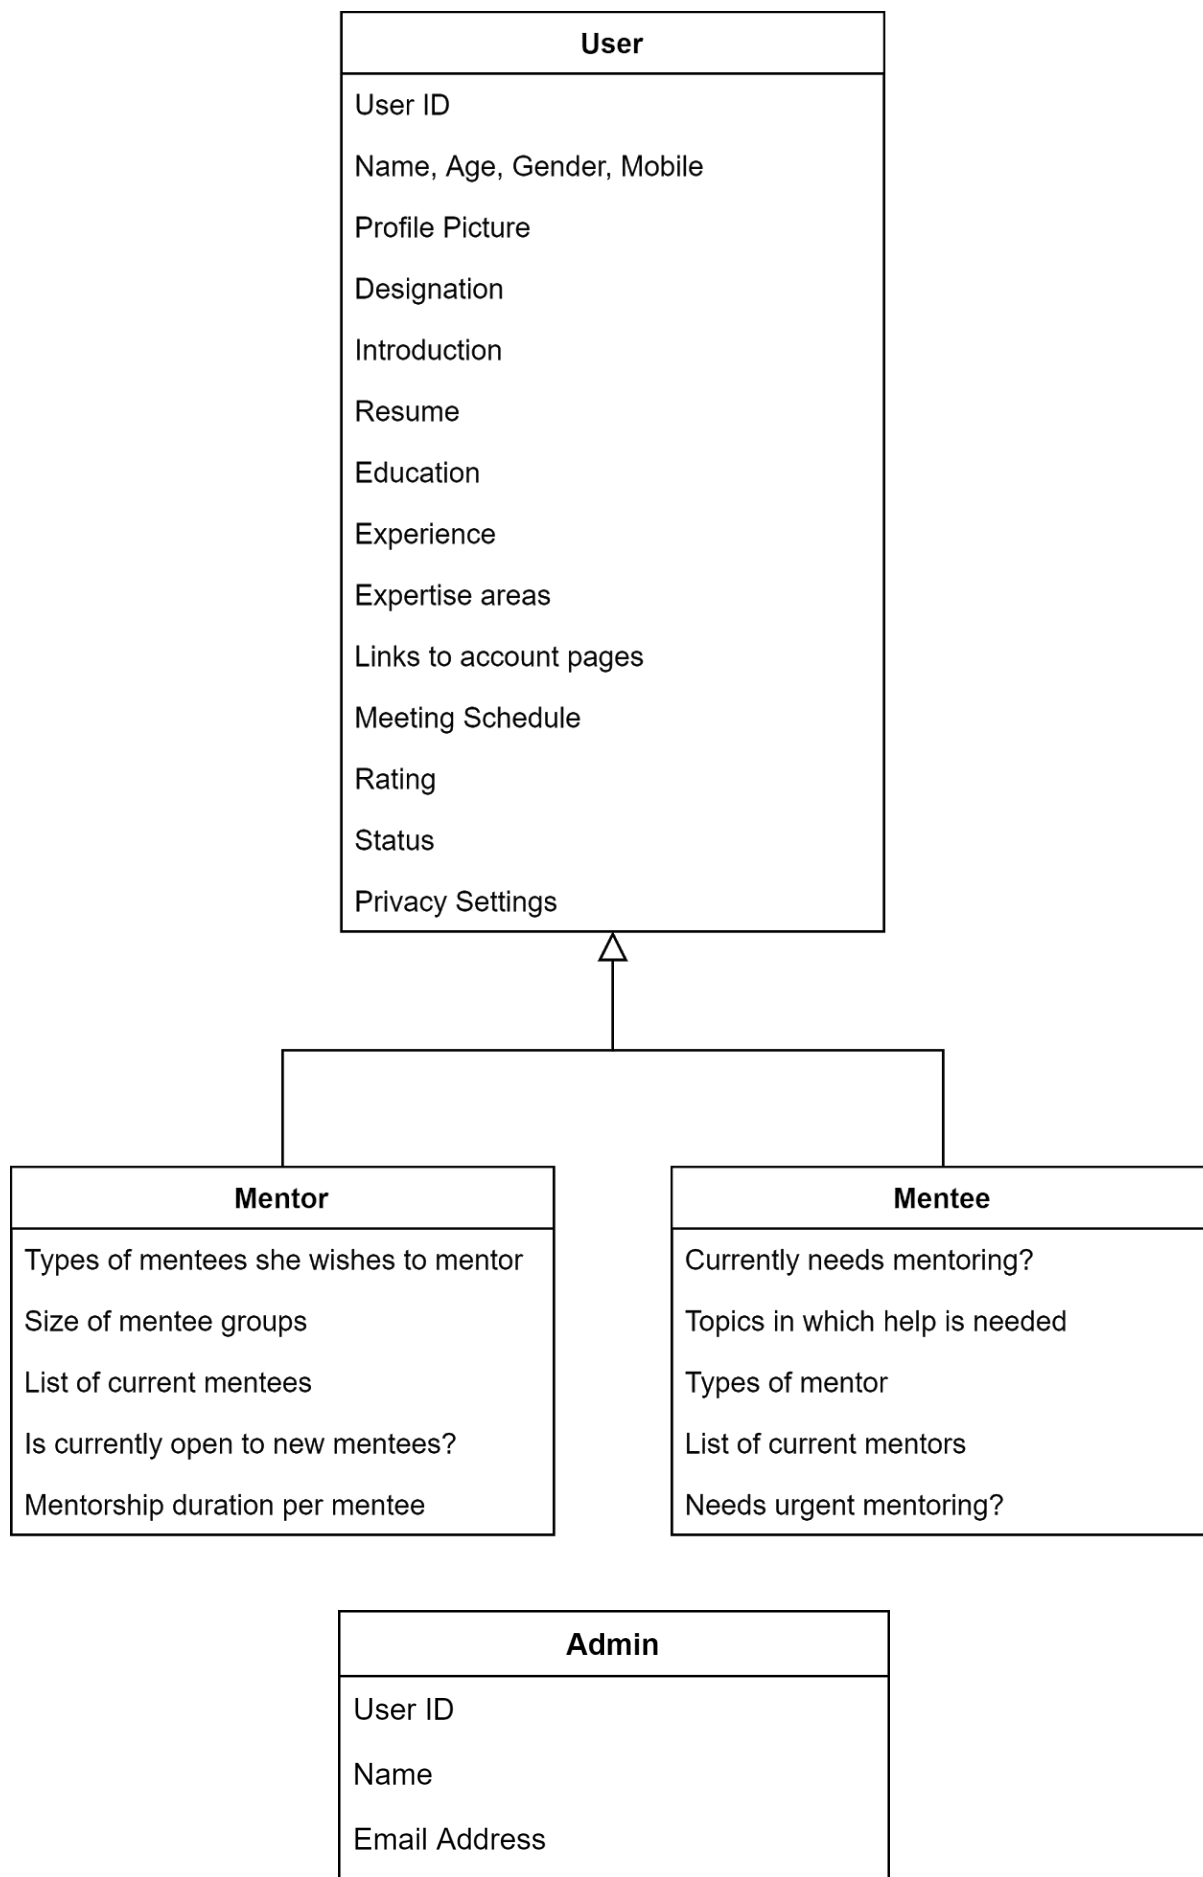 User
User ID
Name, Age, Gender, Mobile
Profile Picture
Designation
Introduction
Resume
Education
Experience
Expertise areas
Links to account pages
Meeting Schedule
Rating
Status
Privacy Settings
Mentor
Types of mentees she wishes to mentor
Size of mentee groups
List of current mentees
Is currently open to new mentees?
Mentorship duration per mentee
Mentee
Currently needs mentoring?
Topics in which help is needed
Types of mentor
List of current mentors
Needs urgent mentoring?
Admin
User ID
Name
Email Address